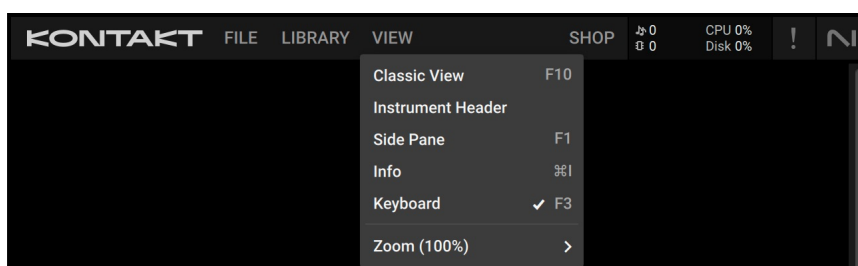 KONTAKT FILE LIBRARY VIEW SHOP 0 CPU 0% !
0 Disk 0%
Classic View F10
Instrument Header
Side Pane F1
Info ⌘I
Keyboard ✓ F3
Zoom (100%) >